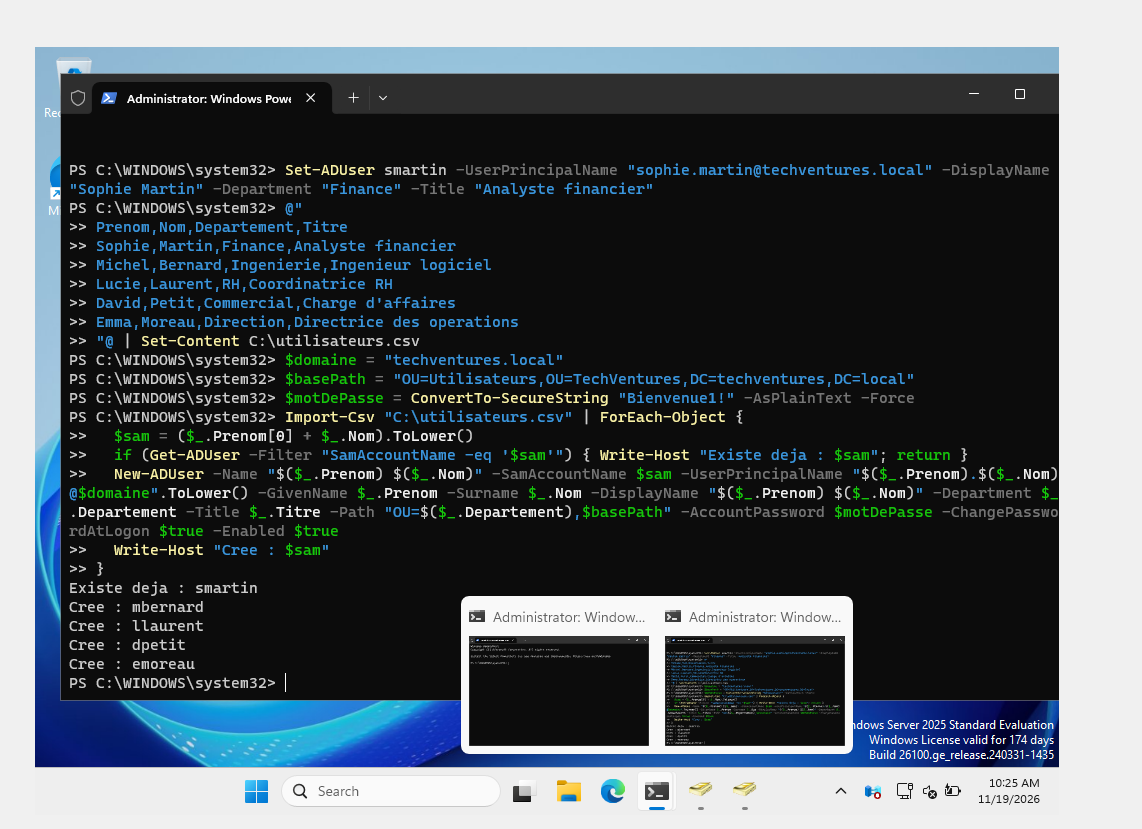 Administrator: Windows Powe
PS C:\WINDOWS\system32> Set-ADUser smartin -UserPrincipalName "sophie.martin@techventures.local" -DisplayName
"Sophie Martin" -Department "Finance" -Title "Analyste financier"
PS C:\WINDOWS\system32> @"
>> Prenom,Nom,Departement,Titre
>> Sophie,Martin,Finance,Analyste financier
>> Michel,Bernard,Ingenierie,Ingenieur logiciel
>> Lucie,Laurent,RH,Coordinatrice RH
>> David,Petit,Commercial,Charge d'affaires
>> Emma,Moreau,Direction,Directrice des operations
>> "@ | Set-Content C:\utilisateurs.csv
PS C:\WINDOWS\system32> $domaine = "techventures.local"
PS C:\WINDOWS\system32> $basePath = "OU=Utilisateurs,OU=TechVentures,DC=techventures,DC=local"
PS C:\WINDOWS\system32> $motDePasse = ConvertTo-SecureString "Bienvenue1!" -AsPlainText -Force
PS C:\WINDOWS\system32> Import-Csv "C:\utilisateurs.csv" | ForEach-Object {
>>   $sam = ($_.Prenom[0] + $_.Nom).ToLower()
>>   if (Get-ADUser -Filter "SamAccountName -eq '$sam'") { Write-Host "Existe deja : $sam"; return }
>>   New-ADUser -Name "$($_.Prenom) $($_.Nom)" -SamAccountName $sam -UserPrincipalName "$($_.Prenom).$($_.Nom)
@$domaine".ToLower() -GivenName $_.Prenom -Surname $_.Nom -DisplayName "$($_.Prenom) $($_.Nom)" -Department $_
.Departement -Title $_.Titre -Path "OU=$($_.Departement),$basePath" -AccountPassword $motDePasse -ChangePasswo
rdAtLogon $true -Enabled $true
>>   Write-Host "Cree : $sam"
>> }
Existe deja : smartin
Cree : mbernard
Cree : llaurent
Cree : dpetit
Cree : emoreau
PS C:\WINDOWS\system32>
Administrator: Window...
Administrator: Window...
ndows Server 2025 Standard Evaluation
Windows License valid for 174 days
Build 26100.ge_release.240331-1435
Search
10:25 AM
11/19/2026